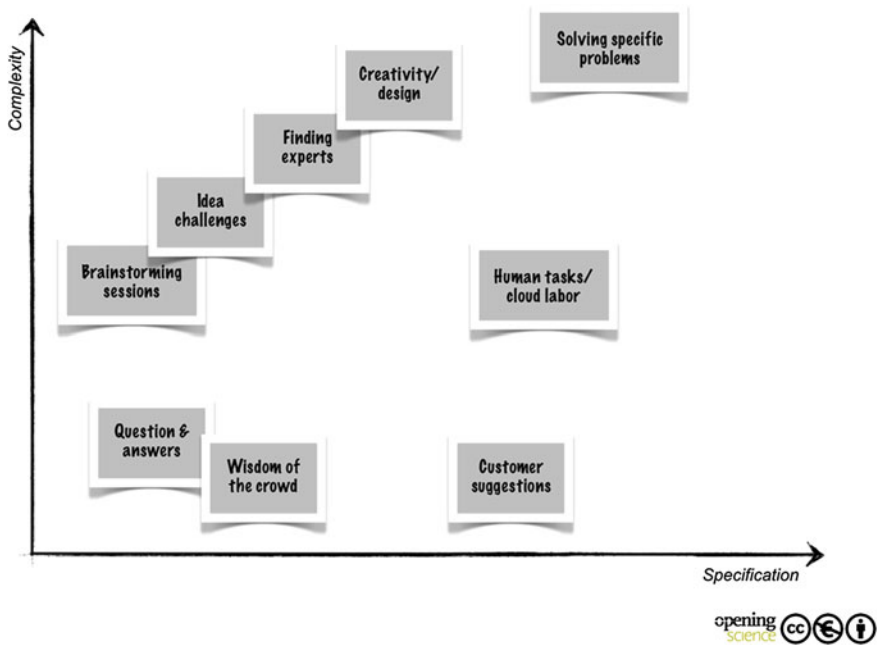 Complexity
Solving specific
problems
Creativity/
design
Finding
experts
Idea
challenges
Brainstorming
sessions
Human tasks/
cloud labor
Question &
answers
Wisdom of
the crowd
Customer
suggestions
Specification
opening
science
cc
€